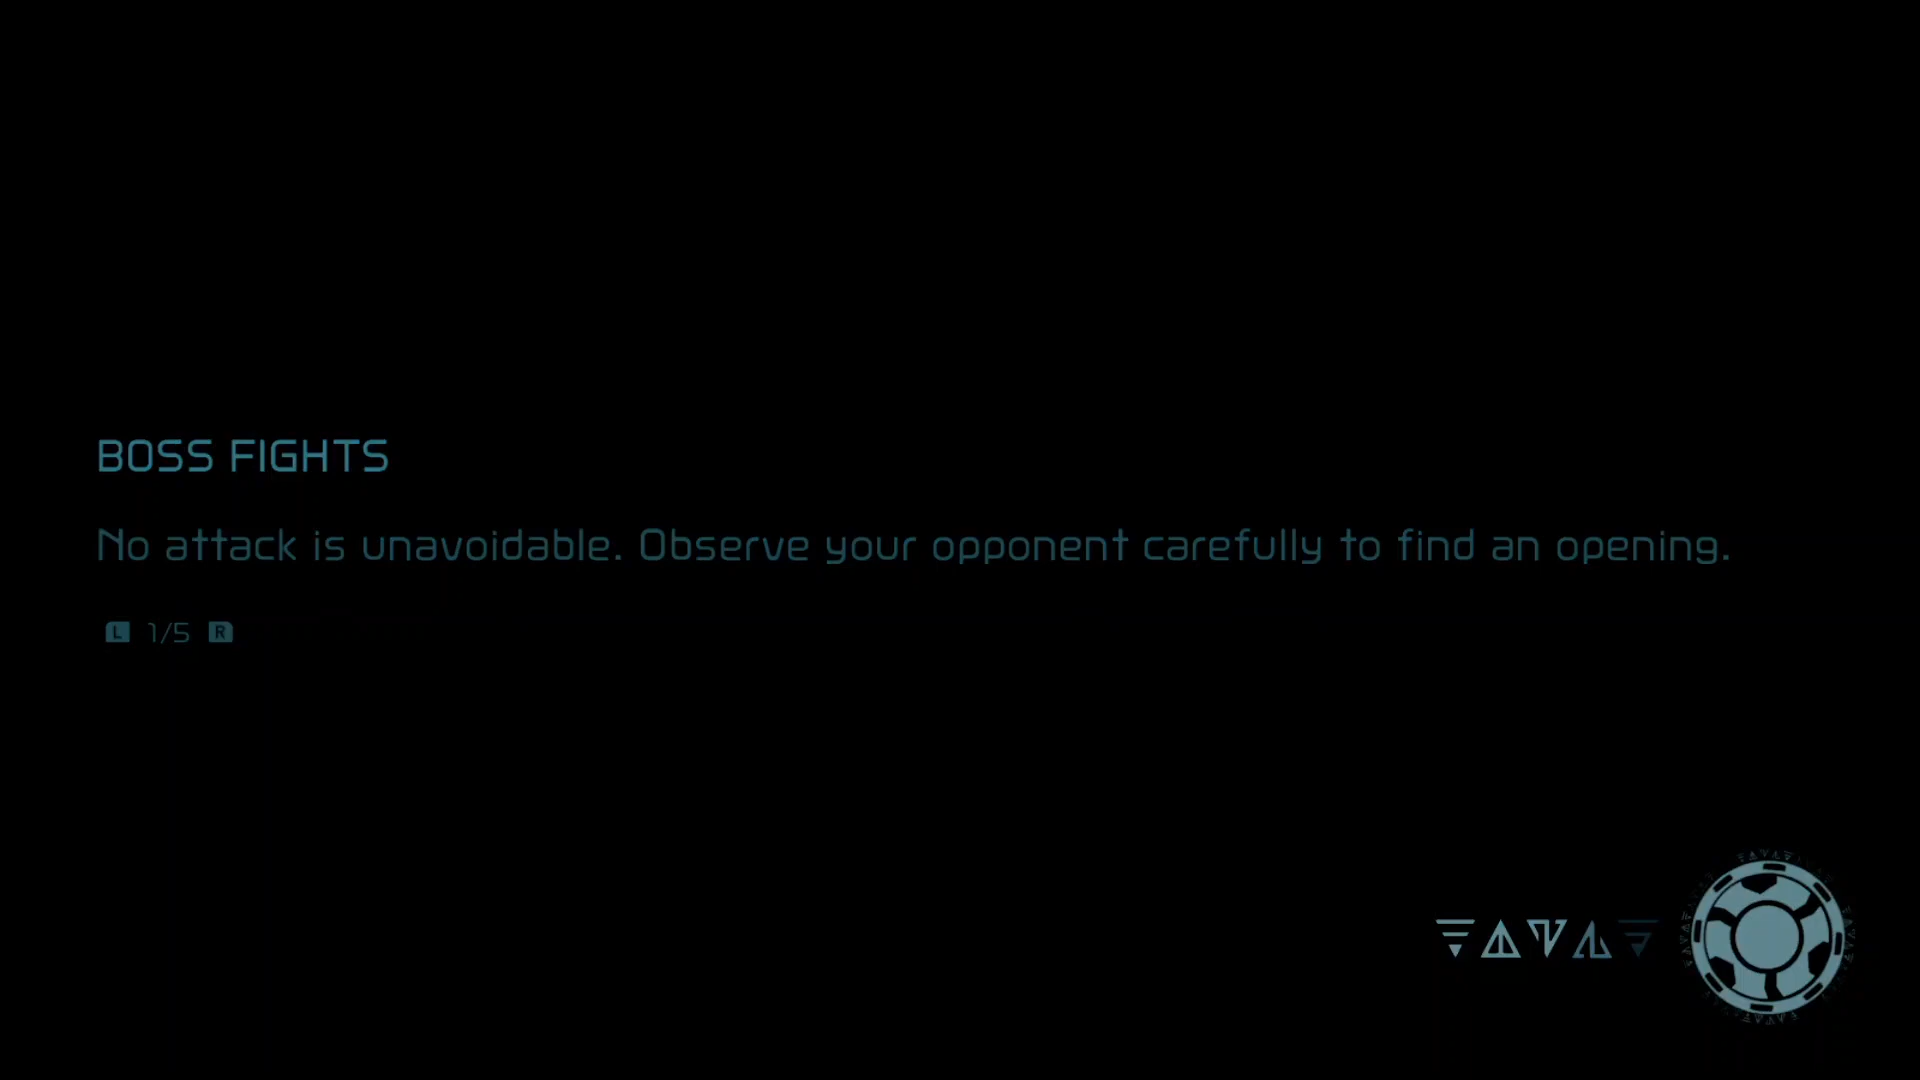 BOSS FIGHTS
No attack is unavoidable. Observe your opponent carefully to find an opening.
L 1/5 R